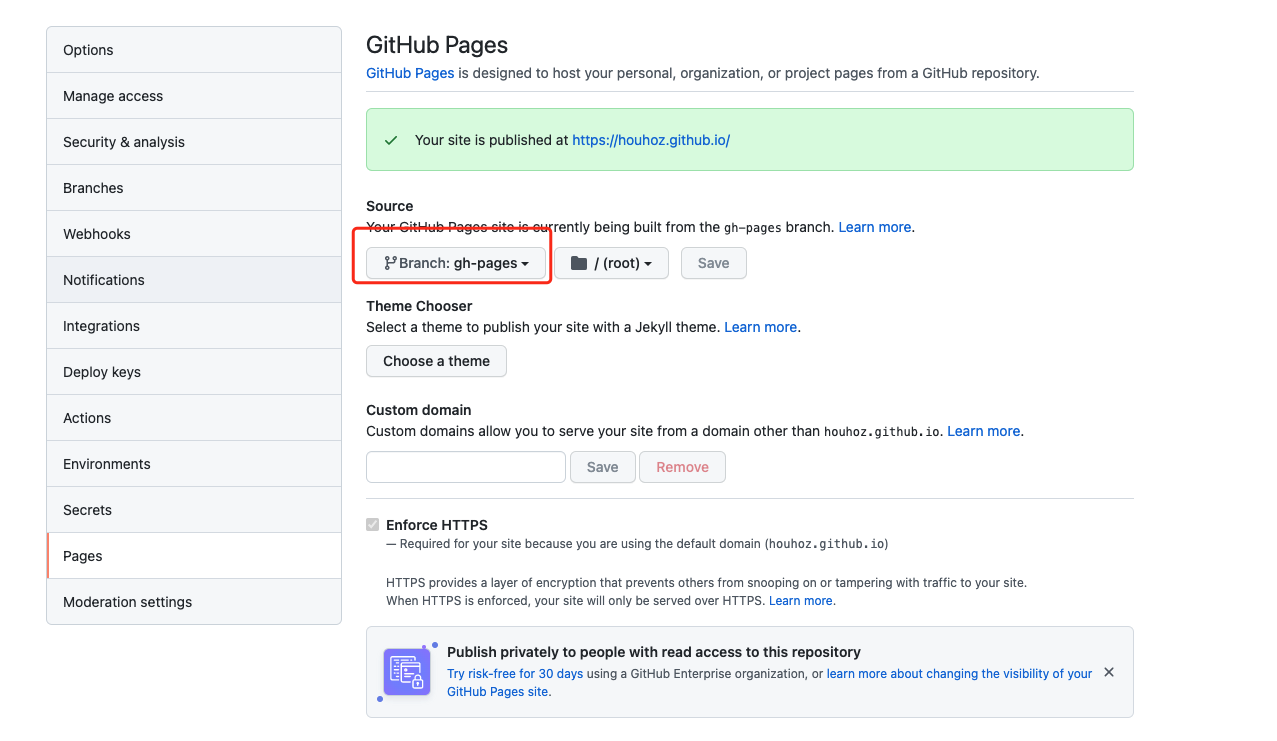 Options
Manage access
Security & analysis
Branches
Webhooks
Notifications
Integrations
Deploy keys
Actions
Environments
Secrets
Pages
Moderation settings
GitHub Pages
GitHub Pages is designed to host your personal, organization, or project pages from a GitHub repository.
Your site is published at https://houhoz.github.io/
Source
Your GitHub Pages site is currently being built from the gh-pages branch. Learn more.
Branch: gh-pages / (root) Save
Theme Chooser
Select a theme to publish your site with a Jekyll theme. Learn more.
Choose a theme
Custom domain
Custom domains allow you to serve your site from a domain other than houhoz.github.io. Learn more.
Save Remove
Enforce HTTPS
— Required for your site because you are using the default domain (houhoz.github.io)
HTTPS provides a layer of encryption that prevents others from snooping on or tampering with traffic to your site.
When HTTPS is enforced, your site will only be served over HTTPS. Learn more.
Publish privately to people with read access to this repository
Try risk-free for 30 days using a GitHub Enterprise organization, or learn more about changing the visibility of your
GitHub Pages site.